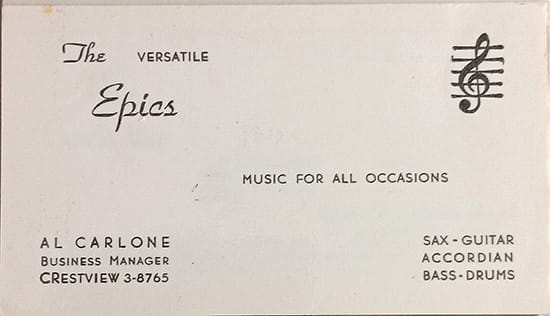 The VERSATILE
Epics
MUSIC FOR ALL OCCASIONS
AL CARLONE
BUSINESS MANAGER
CRESTVIEW 3-8765
SAX - GUITAR
ACCORDIAN
BASS - DRUMS